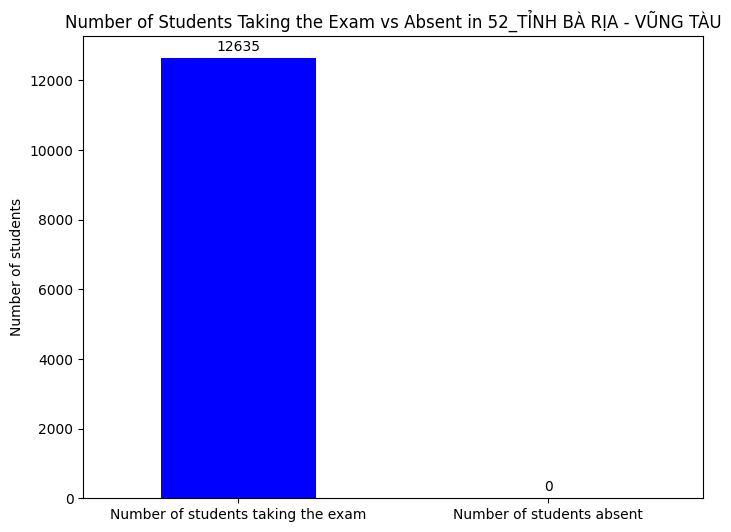 Number of Students Taking the Exam vs Absent in 52_TỈNH BÀ RỊA - VŨNG TÀU
12635
12000
10000
8000
6000
4000
2000
0
Number of students
0
Number of students taking the exam
Number of students absent